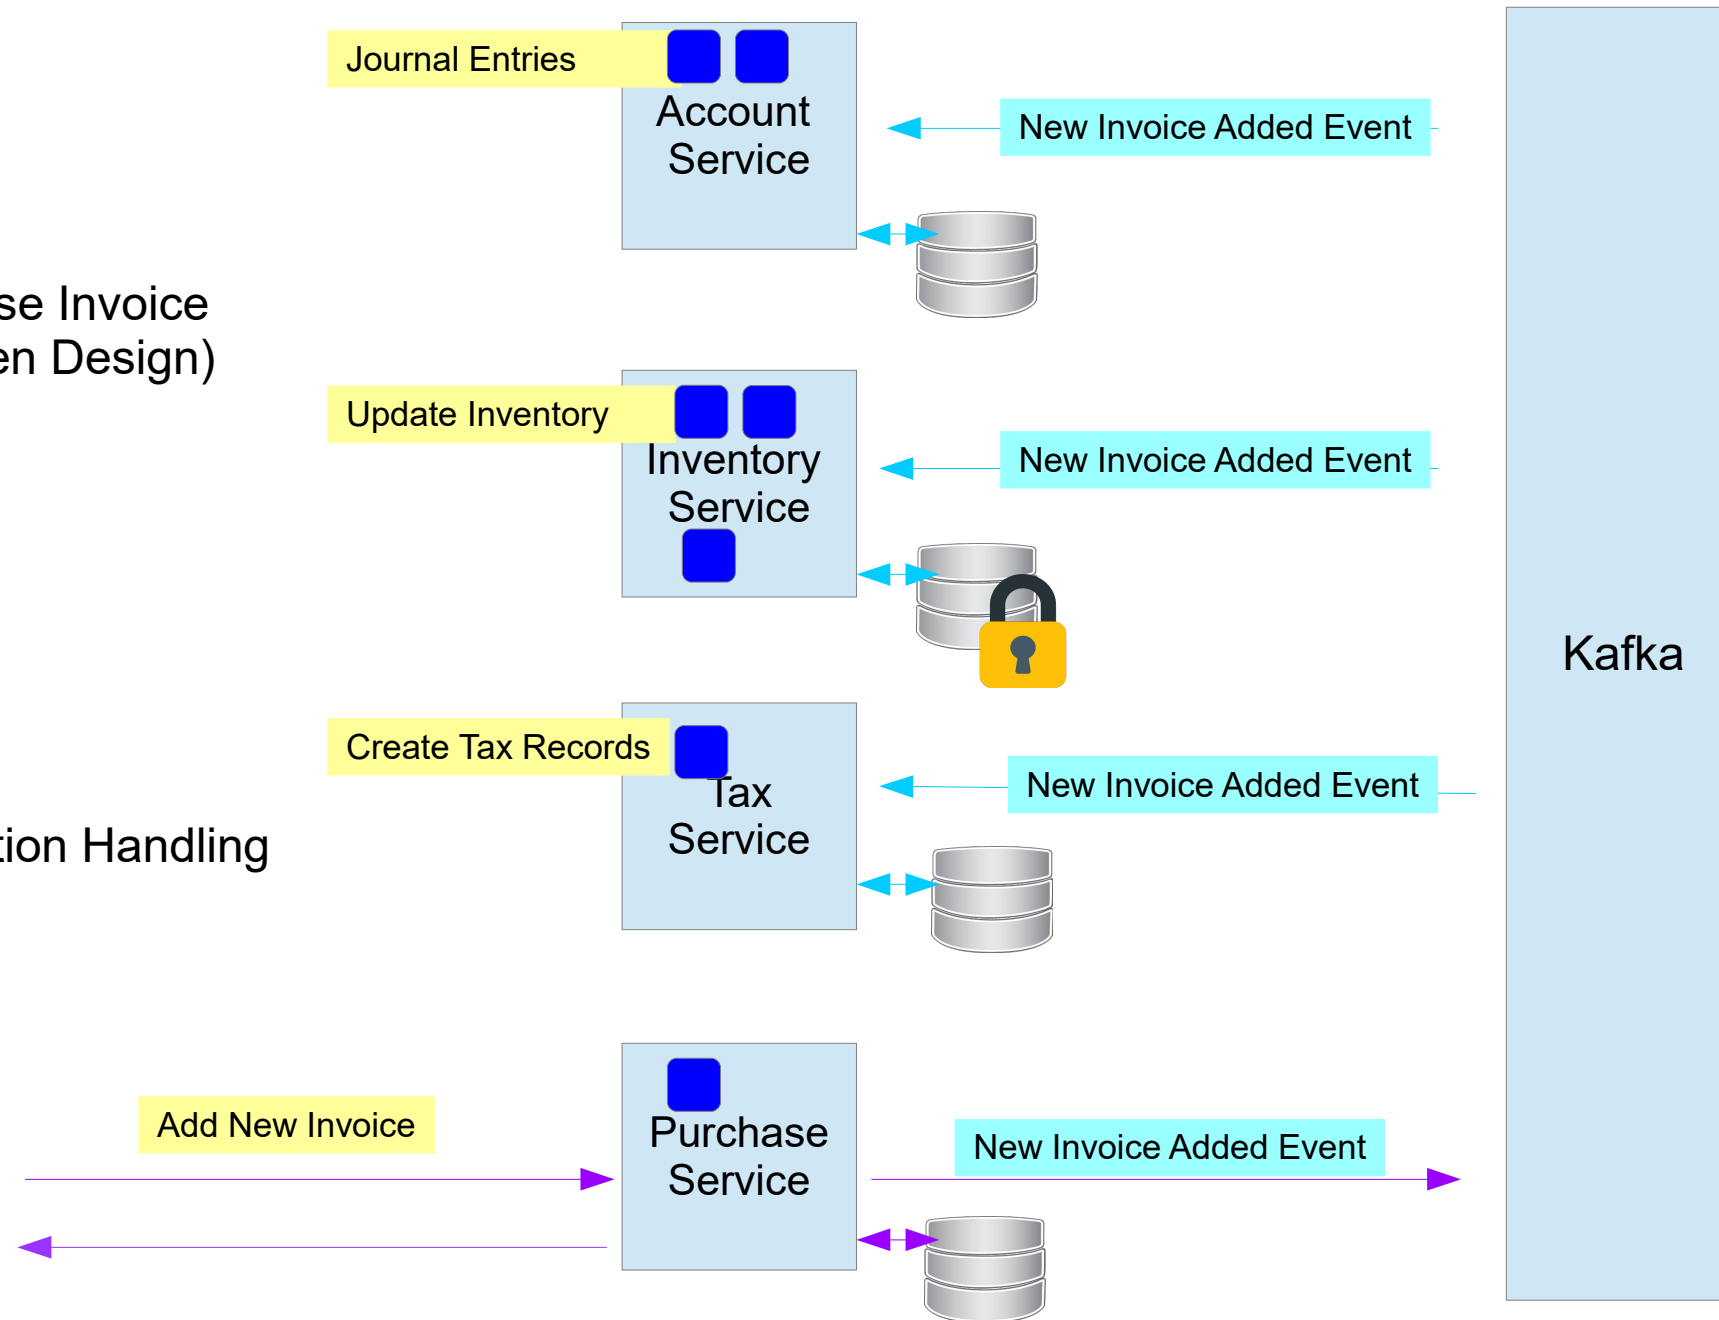 Journal Entries
Account
Service
New Invoice Added Event
se Invoice
en Design)
Update Inventory
Inventory
Service
New Invoice Added Event
Kafka
Create Tax Records
Tax
Service
New Invoice Added Event
tion Handling
Add New Invoice
Purchase
Service
New Invoice Added Event